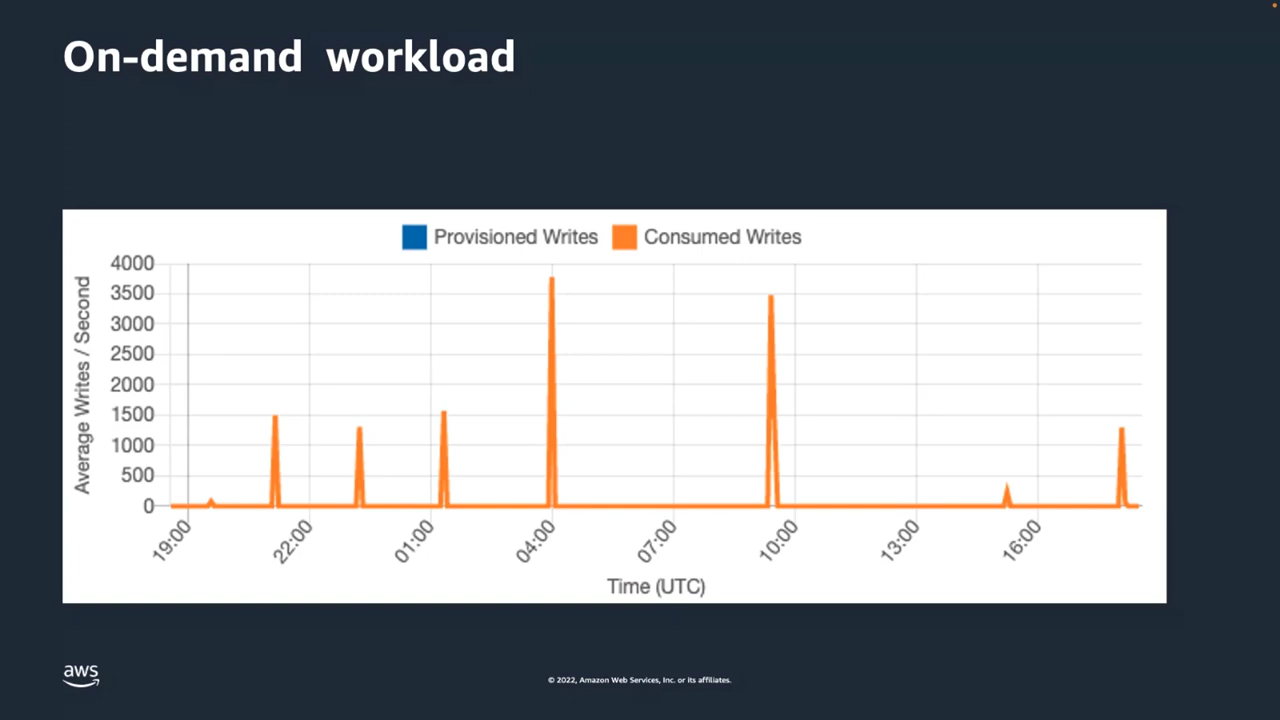 On-demand workload
Provisioned Writes Consumed Writes
4000
3500
3000
2500
2000
1500
1000
500
0
Average Writes / Second
19:00 22:00 01:00 04:00 07:00 10:00 13:00 16:00
Time (UTC)
aws
© 2022, Amazon Web Services, Inc. or its affiliates.